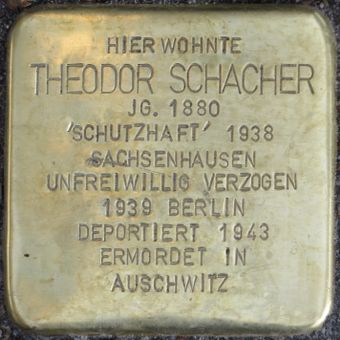 HIER WOHNTE
THEODOR SCHACHER
JG. 1880
'SCHUTZHAFT' 1938
SACHSENHAUSEN
UNFREIWILLIG VERZOGEN
1939 BERLIN
DEPORTIERT 1943
ERMORDET IN
AUSCHWITZ